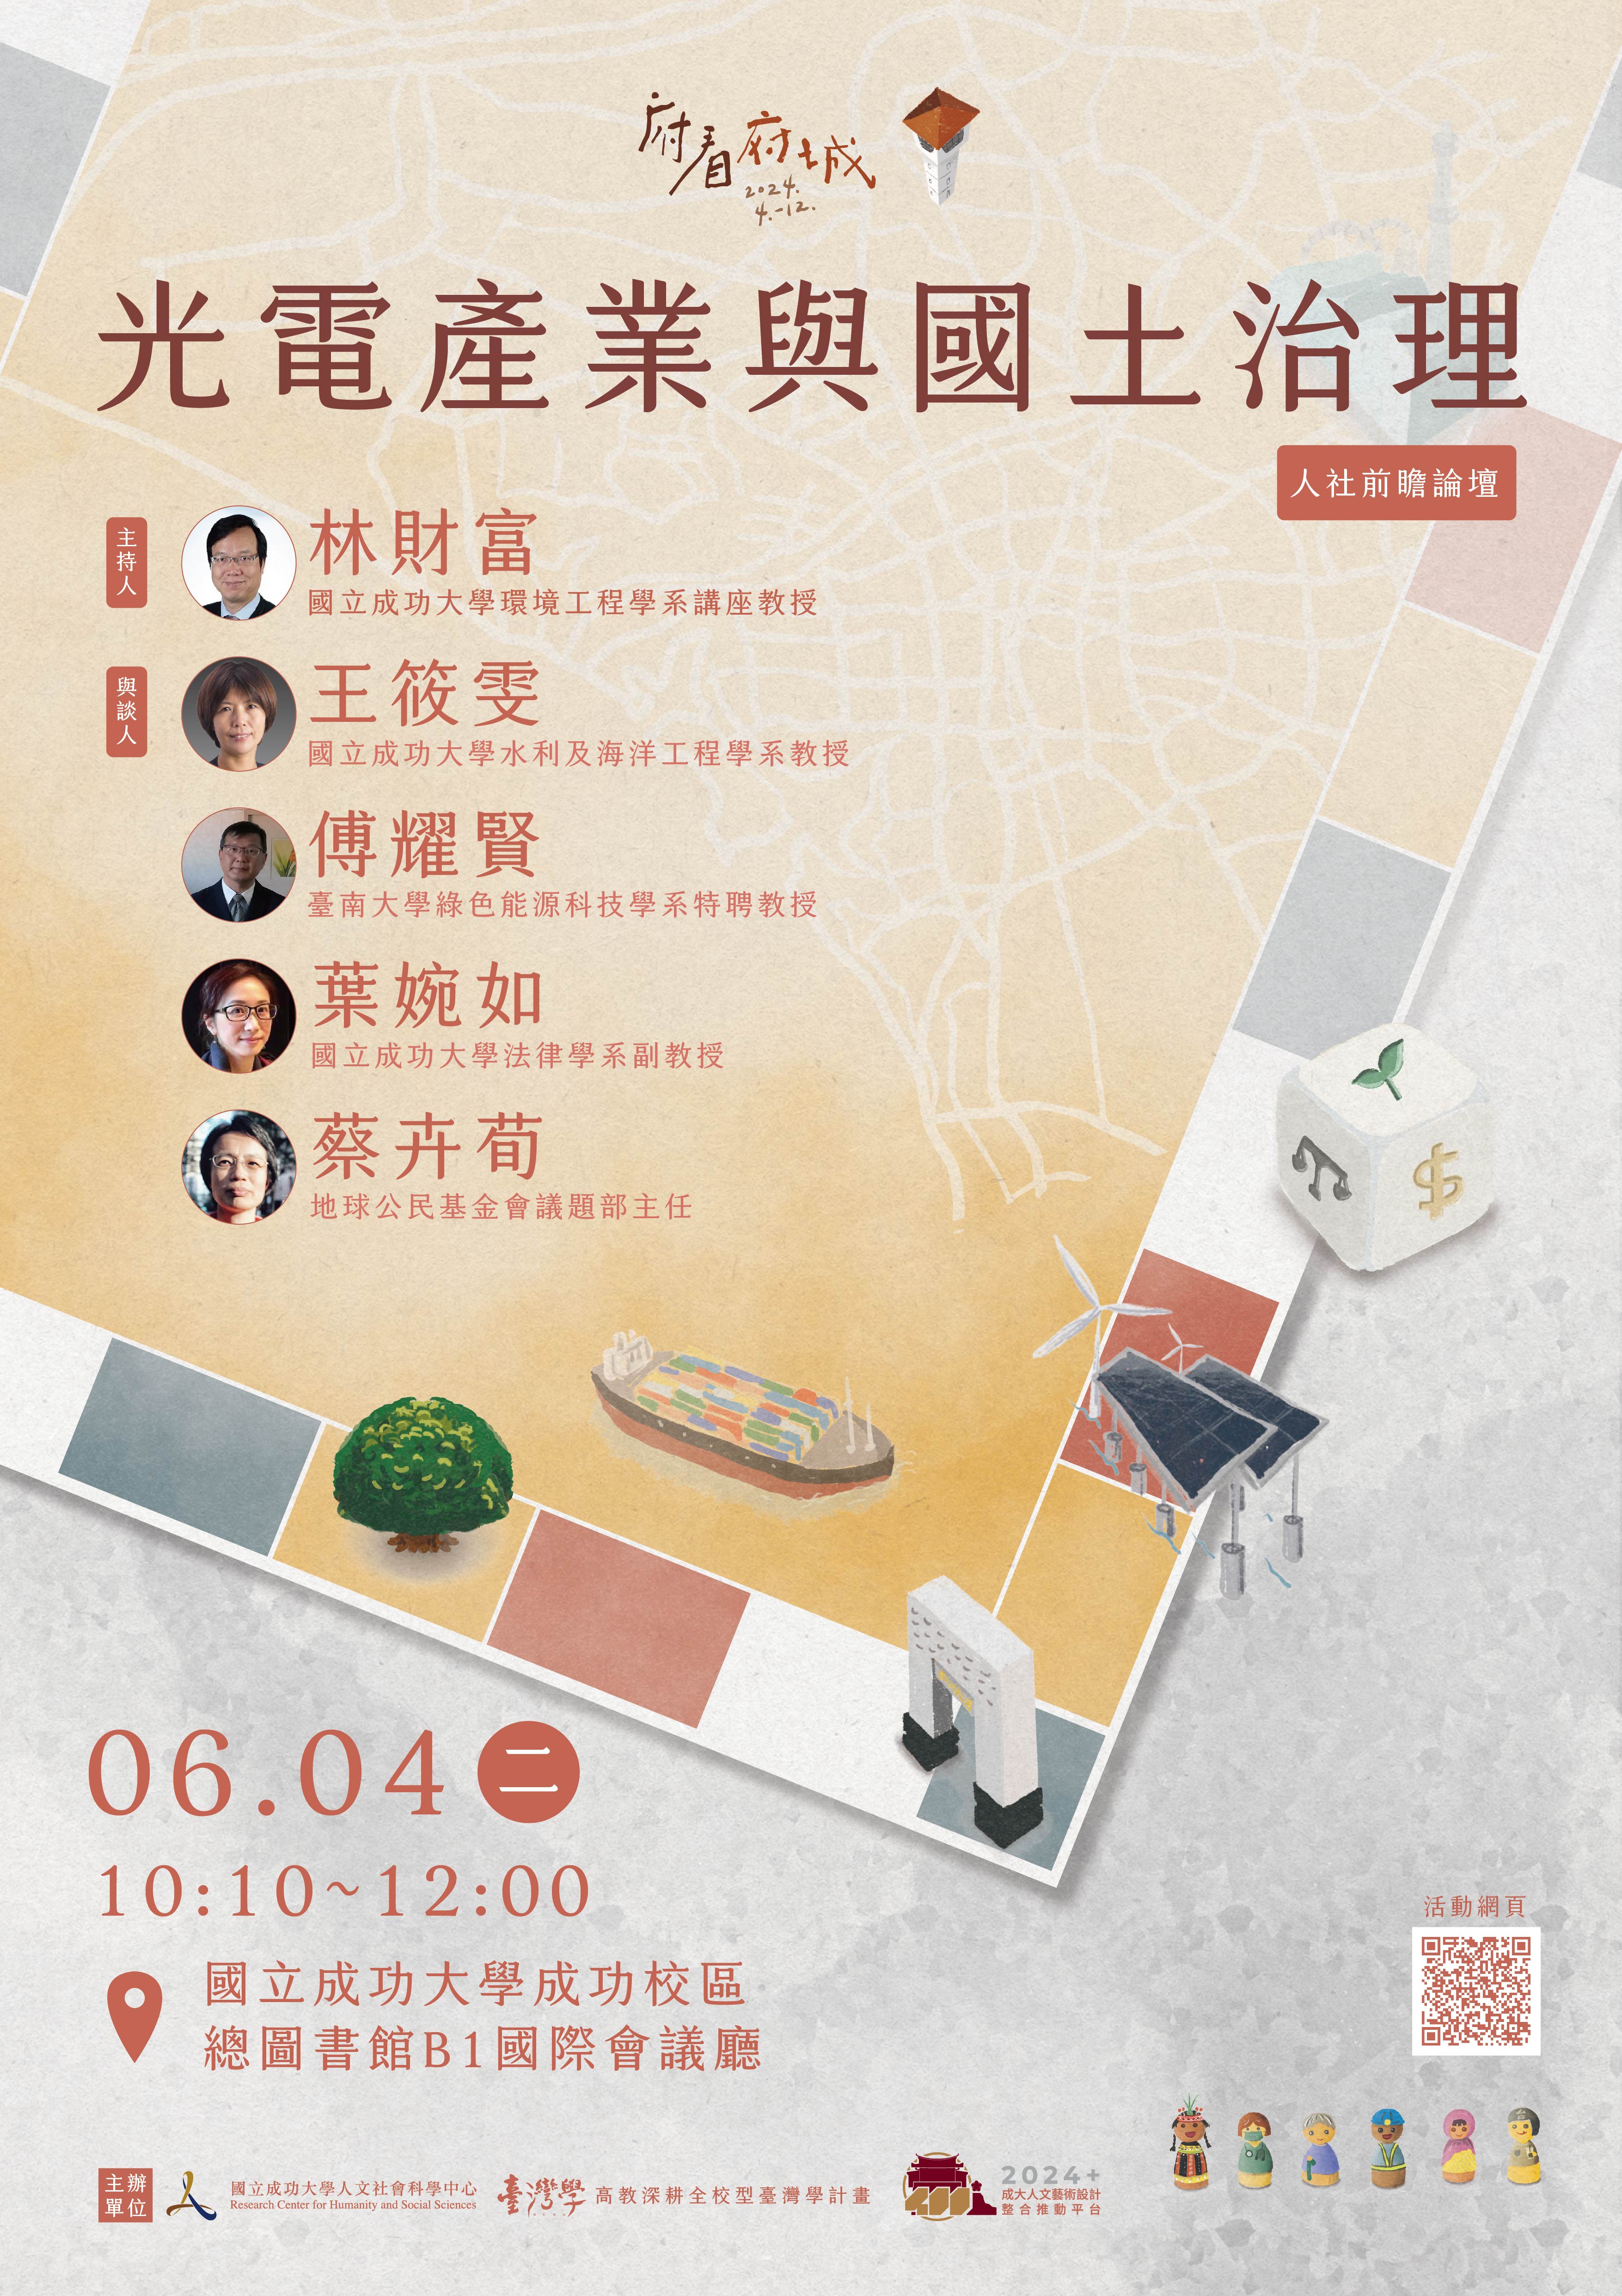 府看府城
2024.
4.-12.
光電產業與國土治理
人社前瞻論壇
主持人
林財富
國立成功大學環境工程學系講座教授
與談人
王筱雯
國立成功大學水利及海洋工程學系教授
傅耀賢
臺南大學綠色能源科技學系特聘教授
葉婉如
國立成功大學法律學系副教授
蔡卉荀
地球公民基金會議題部主任
$
06.04 二
10:10~12:00
國立成功大學成功校區
總圖書館B1國際會議廳
活動網頁
主辦單位
國立成功大學人文社會科學中心
Research Center for Humanity and Social Sciences
臺灣學
高教深耕全校型臺灣學計畫
400
2024+
成大人文藝術設計
整合推動平台